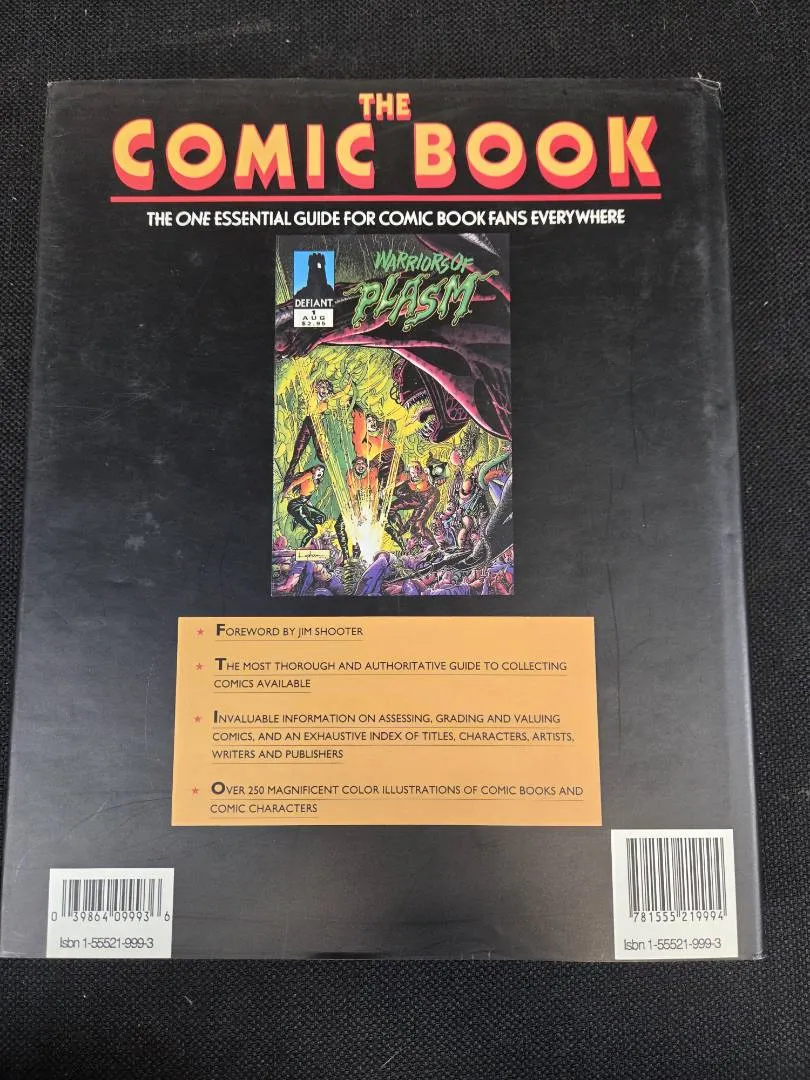 THE
COMIC BOOK
THE ONE ESSENTIAL GUIDE FOR COMIC BOOK FANS EVERYWHERE
WARRIORS OF
PLASM
DEFIANT
1
AUG
$2.95
Lapham
★ FOREWORD BY JIM SHOOTER
★ THE MOST THOROUGH AND AUTHORITATIVE GUIDE TO COLLECTING
COMICS AVAILABLE
★ INVALUABLE INFORMATION ON ASSESSING, GRADING AND VALUING
COMICS, AND AN EXHAUSTIVE INDEX OF TITLES, CHARACTERS, ARTISTS,
WRITERS AND PUBLISHERS
★ OVER 250 MAGNIFICENT COLOR ILLUSTRATIONS OF COMIC BOOKS AND
COMIC CHARACTERS
0 39864 09993 6
Isbn 1-55521-999-3
781555 219994
Isbn 1-55521-999-3